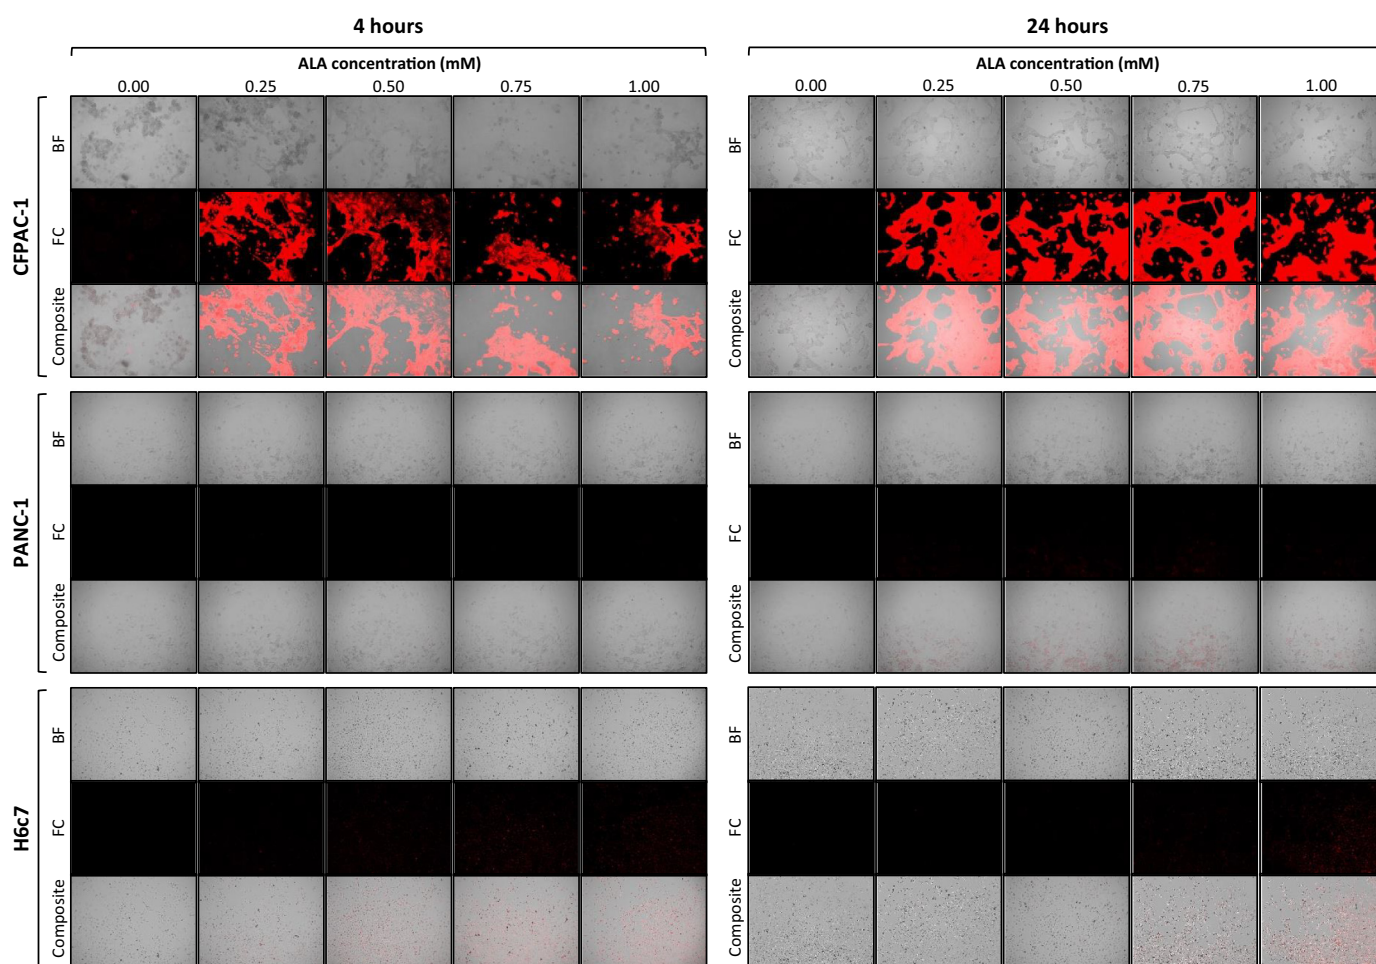 4 hours
24 hours
ALA concentration (mM)
ALA concentration (mM)
0.00 0.25 0.50 0.75 1.00
0.00 0.25 0.50 0.75 1.00
CFPAC-1
BF
FC
Composite
BF
FC
Composite
PANC-1
BF
FC
Composite
BF
FC
Composite
H6c7
BF
FC
Composite
BF
FC
Composite